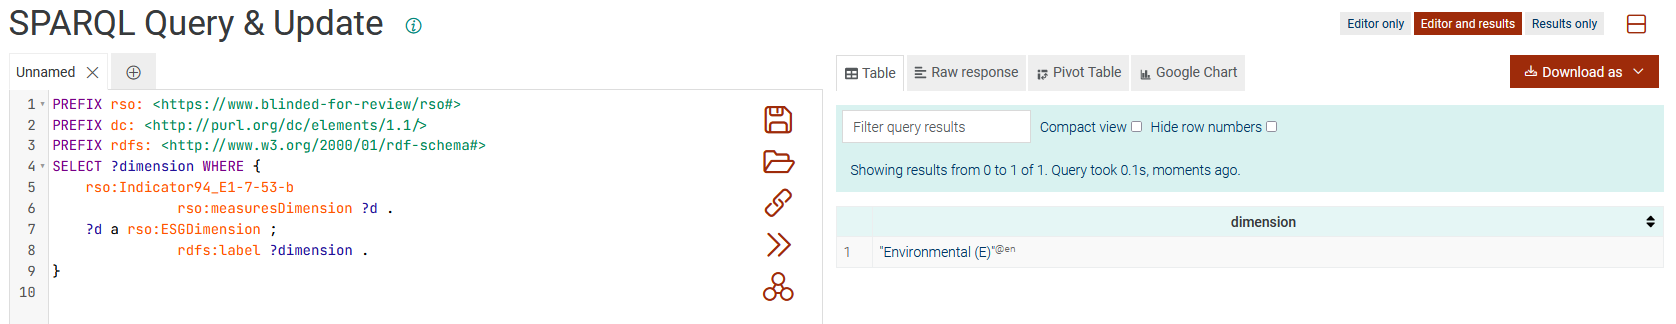 SPARQL Query & Update
Editor only
Editor and results
Results only
Unnamed
1 PREFIX rso: <https://www.blinded-for-review/rso#>
2 PREFIX dc: <http://purl.org/dc/elements/1.1/>
3 PREFIX rdfs: <http://www.w3.org/2000/01/rdf-schema#>
4 SELECT ?dimension WHERE {
5 rso:Indicator94_E1-7-53-b
6 rso:measuresDimension ?d .
7 ?d a rso:ESGDimension ;
8 rdfs:label ?dimension .
9 }
10
Table
Raw response
Pivot Table
Google Chart
Download as
Filter query results
Compact view
Hide row numbers
Showing results from 0 to 1 of 1. Query took 0.1s, moments ago.
dimension
1 "Environmental (E)"@en